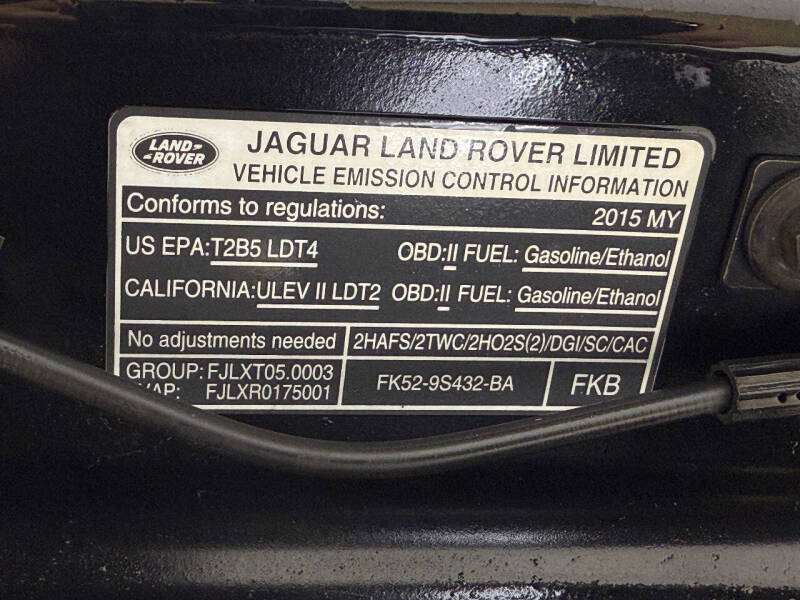 LAND-
-ROVER
JAGUAR LAND ROVER LIMITED
VEHICLE EMISSION CONTROL INFORMATION
Conforms to regulations: 2015 MY
US EPA:T2B5 LDT4 OBD:II FUEL: Gasoline/Ethanol
CALIFORNIA:ULEV II LDT2 OBD:II FUEL: Gasoline/Ethanol
No adjustments needed 2HAFS/2TWC/2HO2S(2)/DGI/SC/CAC
GROUP: FJLXT05.0003 FK52-9S432-BA FKB
VAP: FJLXR0175001